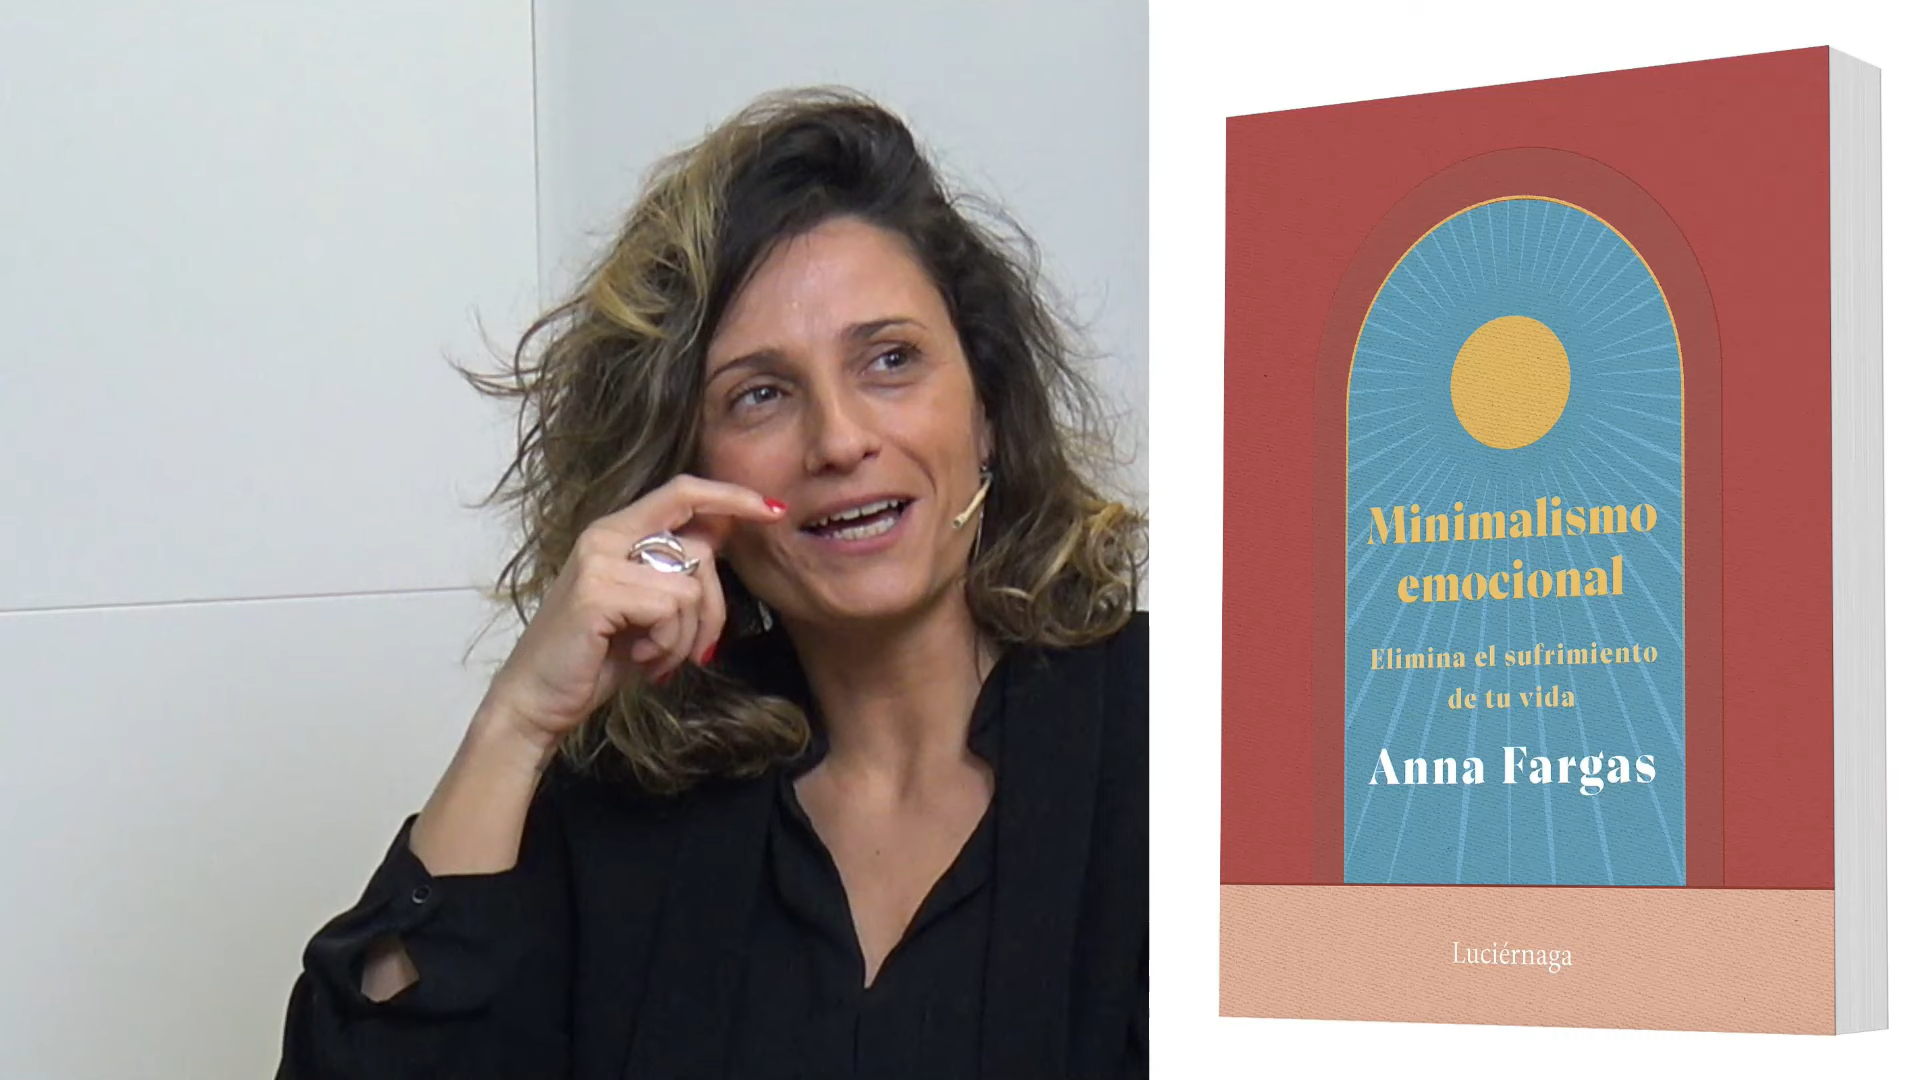 Minimalismo
emocional
Elimina el sufrimiento
de tu vida
Anna Fargas
Luciérnaga